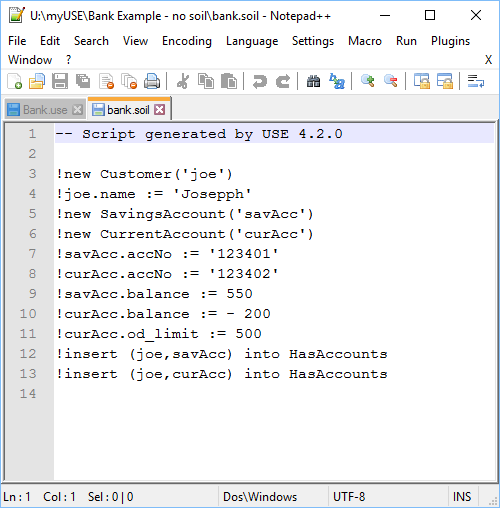 U:\myUSE\Bank Example - no soil\bank.soil - Notepad++
File Edit Search View Encoding Language Settings Macro Run Plugins
Window ? X
Bank.use bank.soil
1 -- Script generated by USE 4.2.0
2
3 !new Customer('joe')
4 !joe.name := 'Josepph'
5 !new SavingsAccount('savAcc')
6 !new CurrentAccount('curAcc')
7 !savAcc.accNo := '123401'
8 !curAcc.accNo := '123402'
9 !savAcc.balance := 550
10 !curAcc.balance := - 200
11 !curAcc.od_limit := 500
12 !insert (joe,savAcc) into HasAccounts
13 !insert (joe,curAcc) into HasAccounts
14
Ln : 1 Col : 1 Sel : 0 | 0 Dos\Windows UTF-8 INS